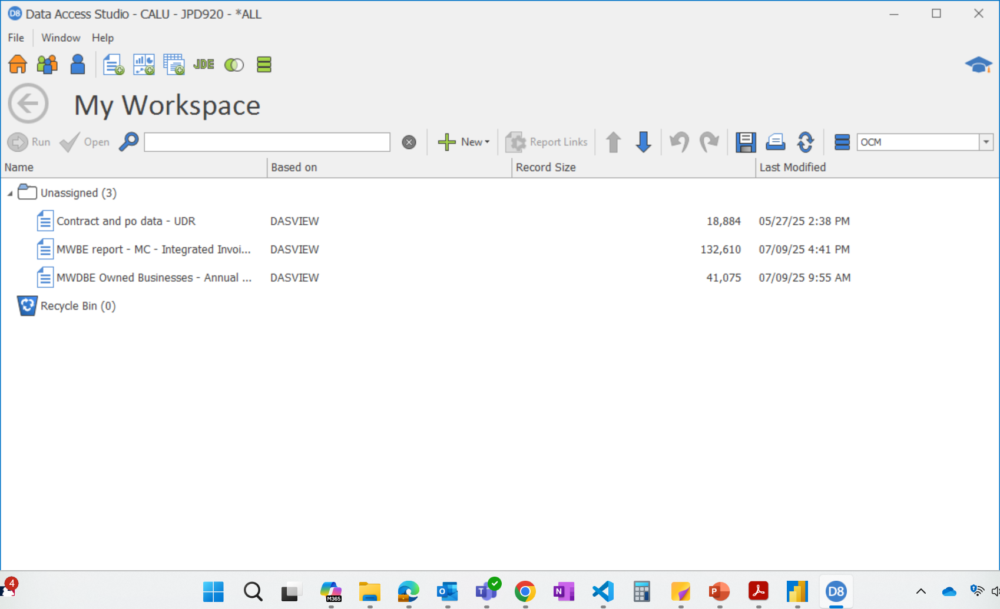 D8 Data Access Studio - CALU - JPD920 - *ALL
File Window Help
JDE
My Workspace
Run Open New Report Links OCM
Name Based on Record Size Last Modified
Unassigned (3)
Contract and po data - UDR DASVIEW 18,884 05/27/25 2:38 PM
MWBE report - MC - Integrated Invoi... DASVIEW 132,610 07/09/25 4:41 PM
MWDBE Owned Businesses - Annual ... DASVIEW 41,075 07/09/25 9:55 AM
Recycle Bin (0)
4 M365 O T N P D8